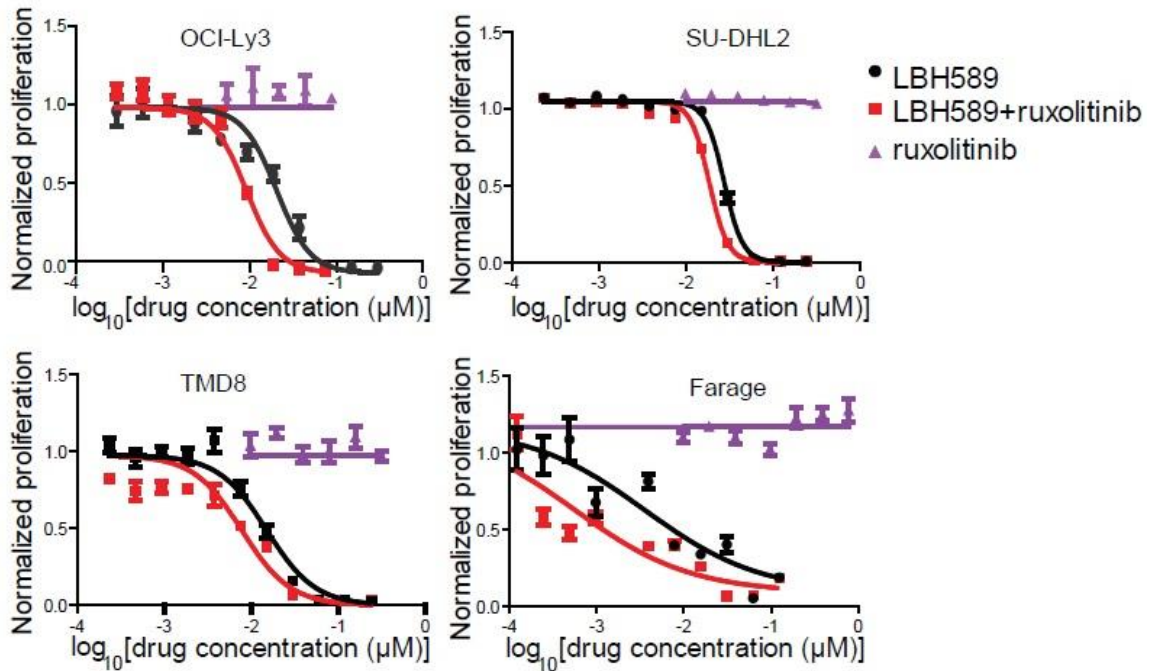 OCI-Ly3
Normalized proliferation
1.5
1.0
0.5
0.0
-4 -3 -2 -1 0
log10[drug concentration (µM)]
SU-DHL2
Normalized proliferation
1.5
1.0
0.5
0.0
-4 -3 -2 -1 0
log10[drug concentration (µM)]
LBH589
LBH589+ruxolitinib
ruxolitinib
TMD8
Normalized proliferation
1.5
1.0
0.5
0.0
-4 -3 -2 -1 0
log10[drug concentration (µM)]
Farage
Normalized proliferation
1.5
1.0
0.5
0.0
-4 -3 -2 -1 0
log10[drug concentration (µM)]